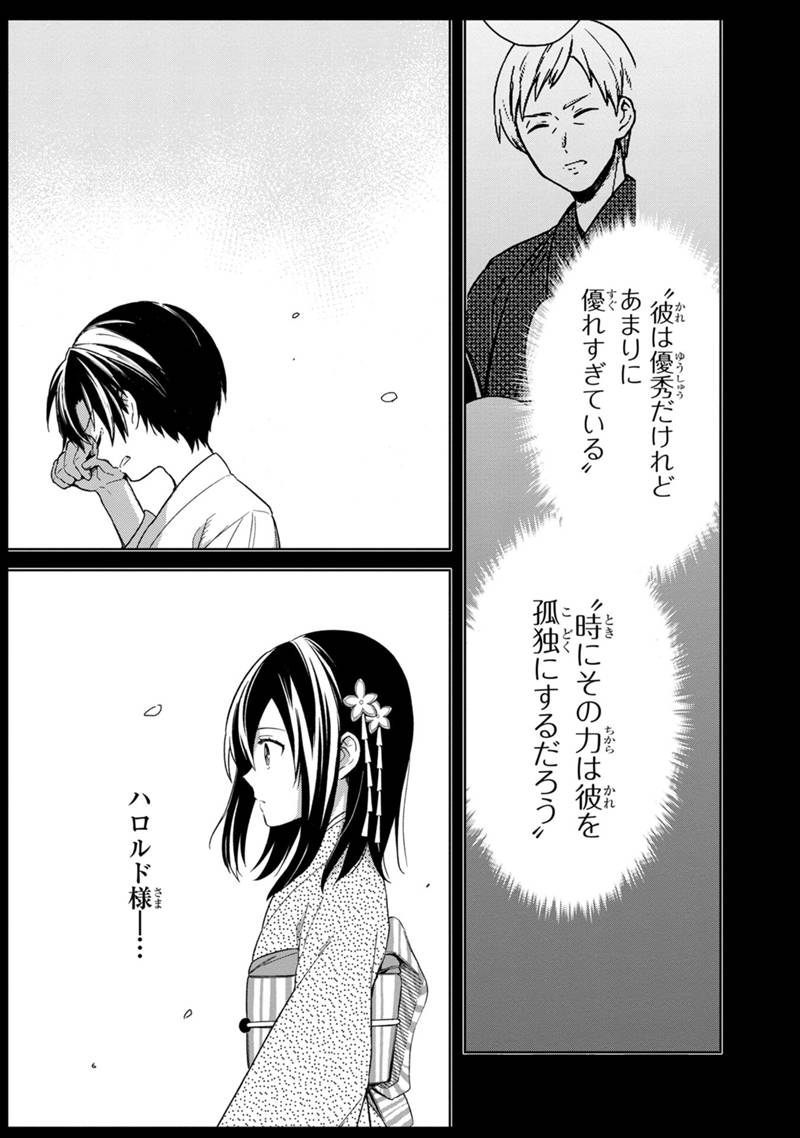 〝彼は優秀だけれど
あまりに
優れすぎている〟
〝時にその力は彼を
孤独にするだろう〟
ハロルド様ー…